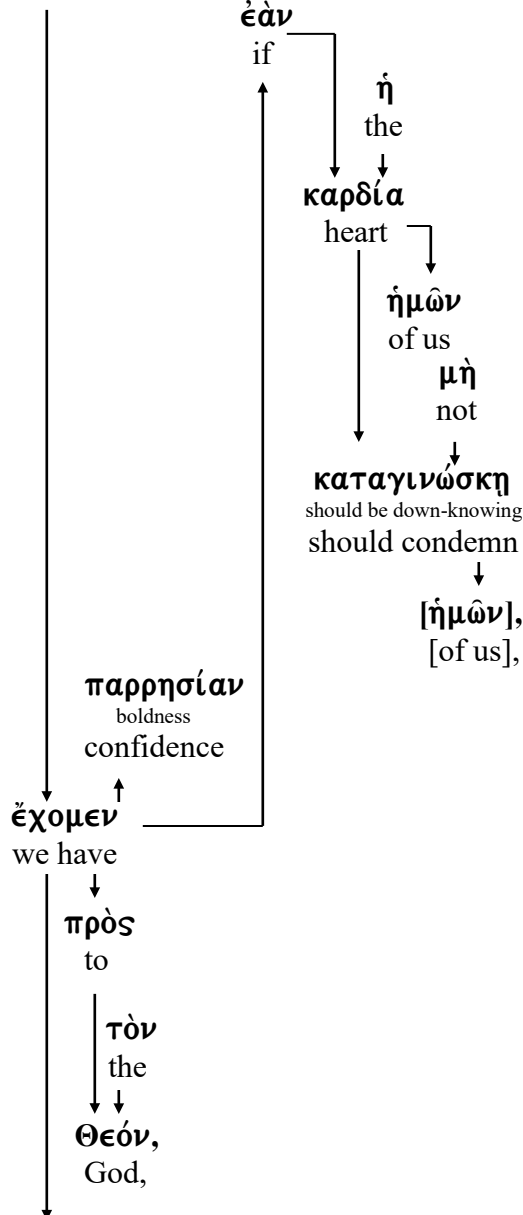 ἐὰν
if
ἡ
the
καρδία
heart
ἡμῶν
of us
μὴ
not
καταγινώσκῃ
should be down-knowing
should condemn
[ἡμῶν],
[of us],
παρρησίαν
boldness
confidence
ἔχομεν
we have
πρὸς
to
τὸν
the
Θεόν,
God,